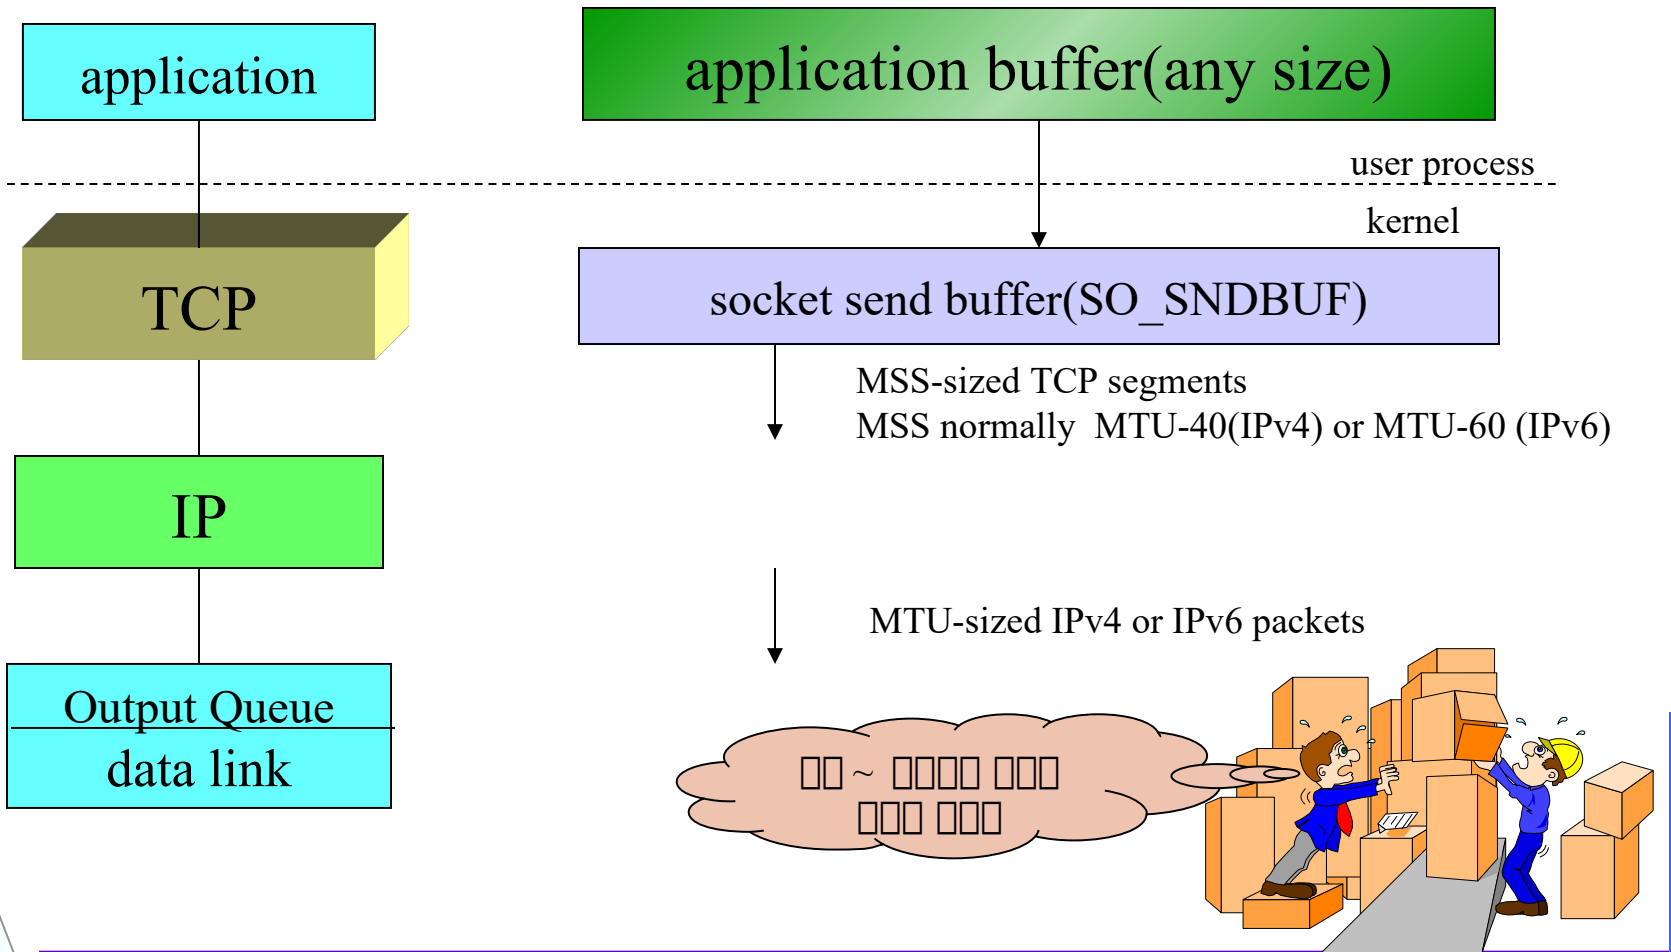 application
application buffer(any size)
user process
kernel
TCP
socket send buffer(SO_SNDBUF)
MSS-sized TCP segments
MSS normally  MTU-40(IPv4) or MTU-60 (IPv6)
IP
MTU-sized IPv4 or IPv6 packets
Output Queue
data link
~